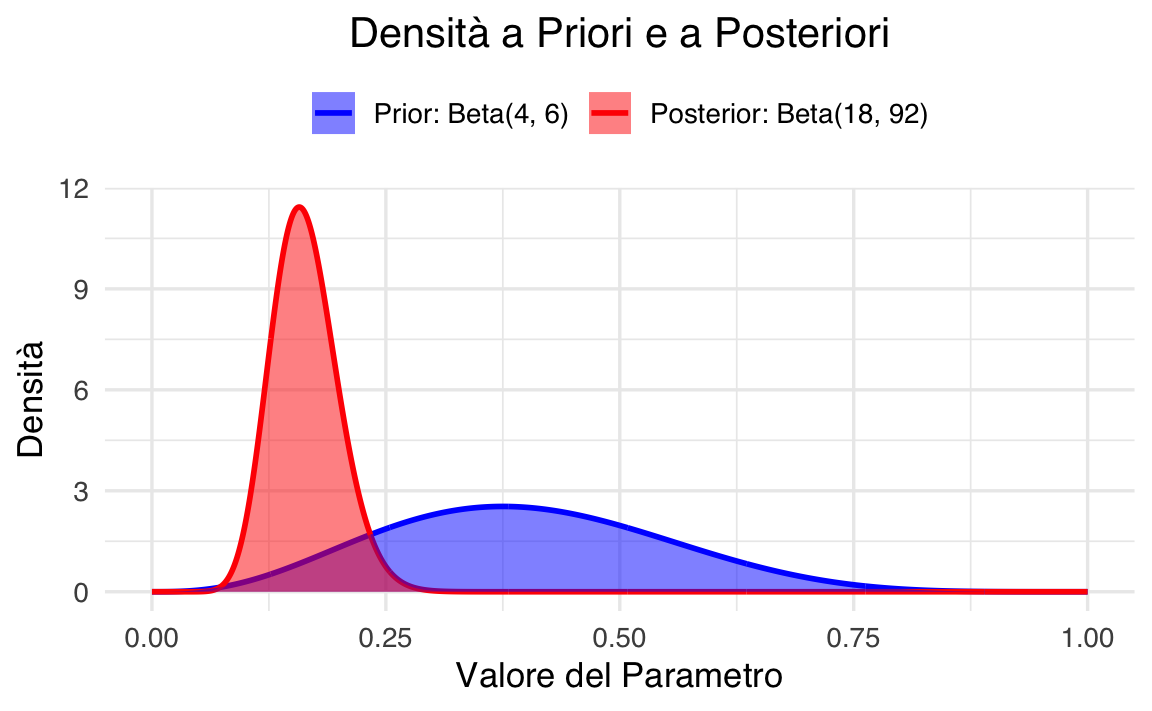 Densità a Priori e a Posteriori
Prior: Beta(4, 6) Posterior: Beta(18, 92)
12
9
6
3
0
Densità
0.00 0.25 0.50 0.75 1.00
Valore del Parametro